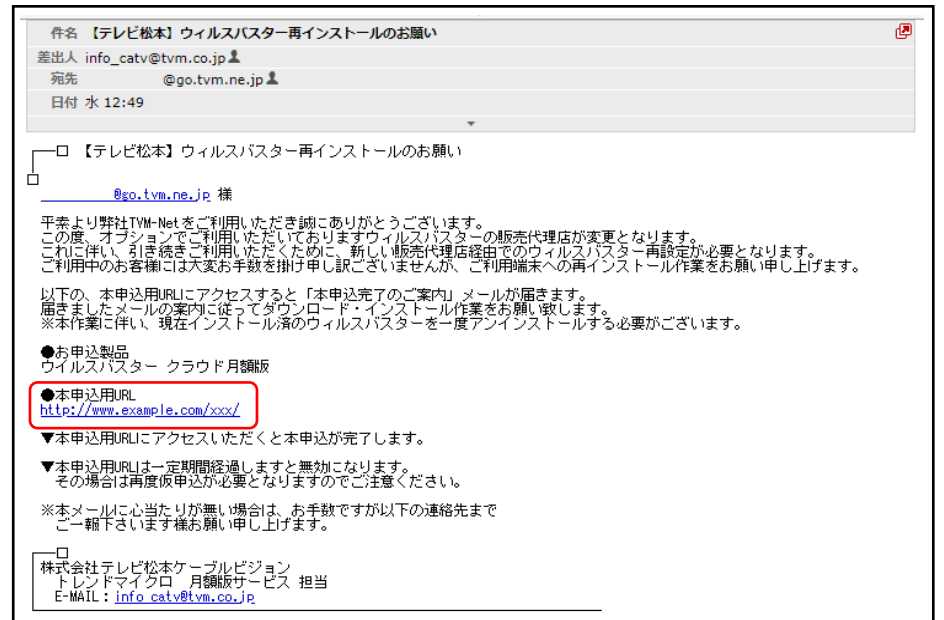 件名 【テレビ松本】ウィルスバスター再インストールのお願い
差出人 info_catv@tvm.co.jp
宛先 @go.tvm.ne.jp
日付 水 12:49
【テレビ松本】ウィルスバスター再インストールのお願い
@go.tvm.ne.jp 様
平素より弊社TVM-Netをご利用いただき誠にありがとうございます。
この度、オプションでご利用いただいておりますウィルスバスターの販売代理店が変更となります。
これに伴い、引き続きご利用いただくために、新しい販売代理店経由でのウィルスバスター再設定が必要となります。
ご利用中のお客様には大変お手数を掛け申し訳ございませんが、ご利用端末への再インストール作業をお願い申し上げます。
以下の、本申込用URLにアクセスすると「本申込完了のご案内」メールが届きます。
届きましたメールの案内に従ってダウンロード・インストール作業をお願い致します。
※本作業に伴い、現在インストール済のウィルスバスターを一度アンインストールする必要がございます。
●お申込製品
ウイルスバスター クラウド月額版
●本申込用URL
http://www.example.com/xxx/
▼本申込用URLにアクセスいただくと本申込が完了します。
▼本申込用URLは一定期間経過しますと無効になります。
その場合は再度仮申込が必要となりますのでご注意ください。
※本メールに心当たりが無い場合は、お手数ですが以下の連絡先まで
ご一報下さいます様お願い申し上げます。
株式会社テレビ松本ケーブルビジョン
トレンドマイクロ 月額版サービス 担当
E-MAIL：info_catv@tvm.co.jp